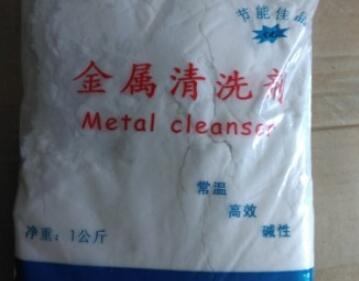 节能佳品
金属清洗剂
Metal cleanser
常温
高效
碱性
净重：1公斤